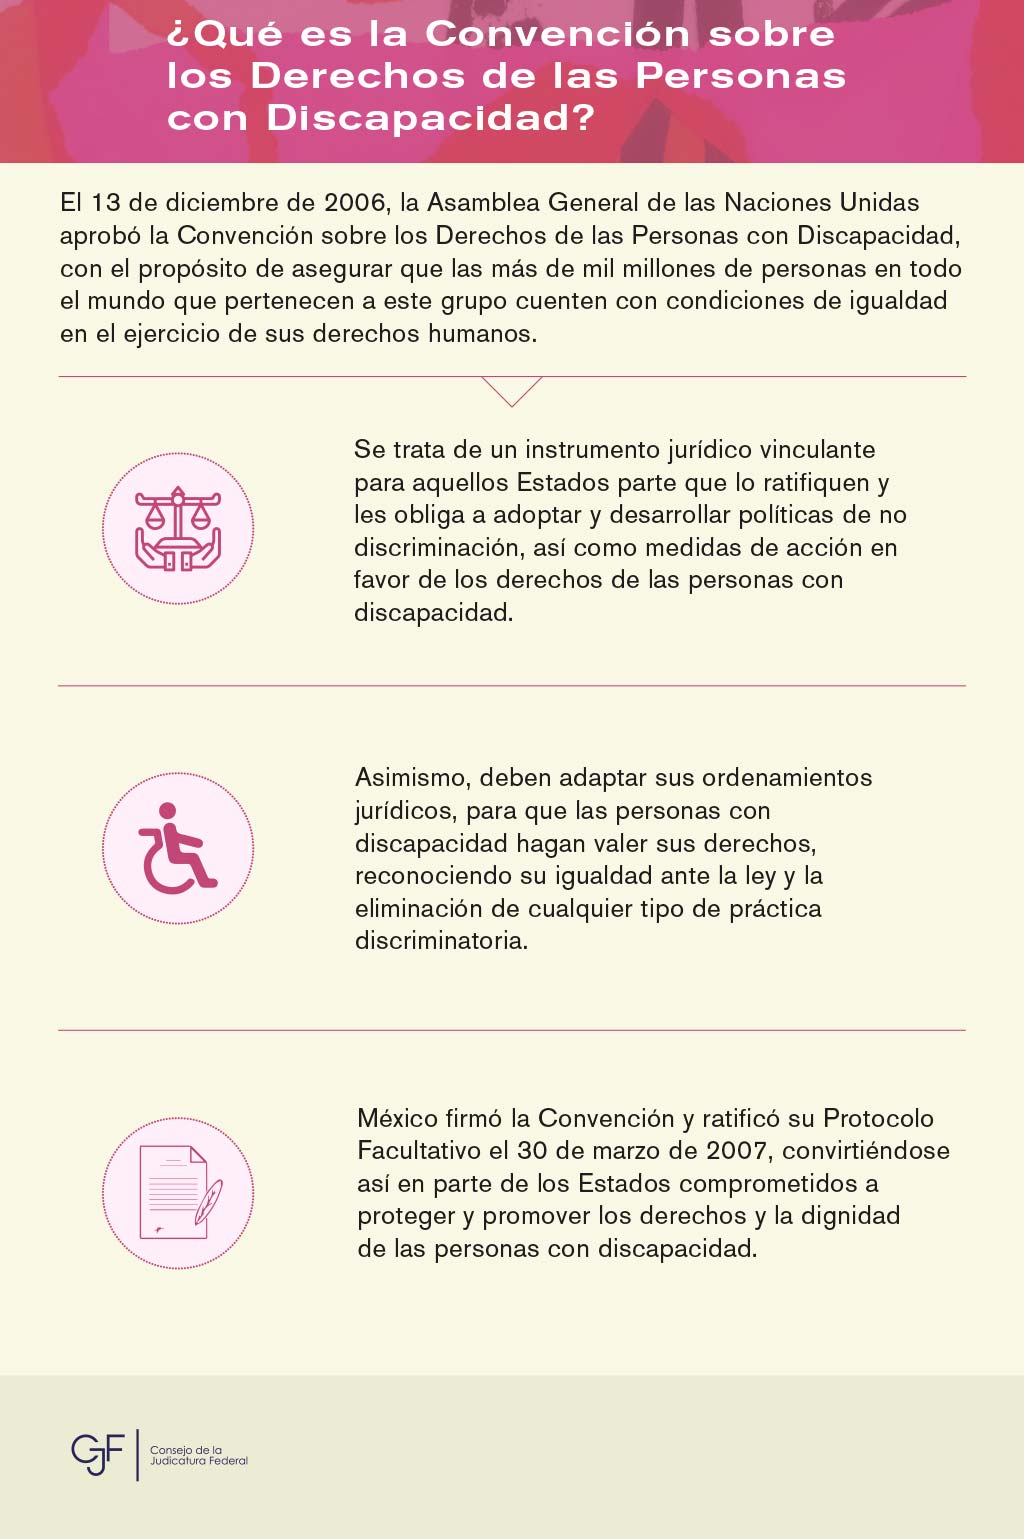 ¿Qué es la Convención sobre
los Derechos de las Personas
con Discapacidad?
El 13 de diciembre de 2006, la Asamblea General de las Naciones Unidas
aprobó la Convención sobre los Derechos de las Personas con Discapacidad,
con el propósito de asegurar que las más de mil millones de personas en todo
el mundo que pertenecen a este grupo cuenten con condiciones de igualdad
en el ejercicio de sus derechos humanos.
Se trata de un instrumento jurídico vinculante
para aquellos Estados parte que lo ratifiquen y
les obliga a adoptar y desarrollar políticas de no
discriminación, así como medidas de acción en
favor de los derechos de las personas con
discapacidad.
Asimismo, deben adaptar sus ordenamientos
jurídicos, para que las personas con
discapacidad hagan valer sus derechos,
reconociendo su igualdad ante la ley y la
eliminación de cualquier tipo de práctica
discriminatoria.
México firmó la Convención y ratificó su Protocolo
Facultativo el 30 de marzo de 2007, convirtiéndose
así en parte de los Estados comprometidos a
proteger y promover los derechos y la dignidad
de las personas con discapacidad.
CJF
Consejo de la
Judicatura Federal